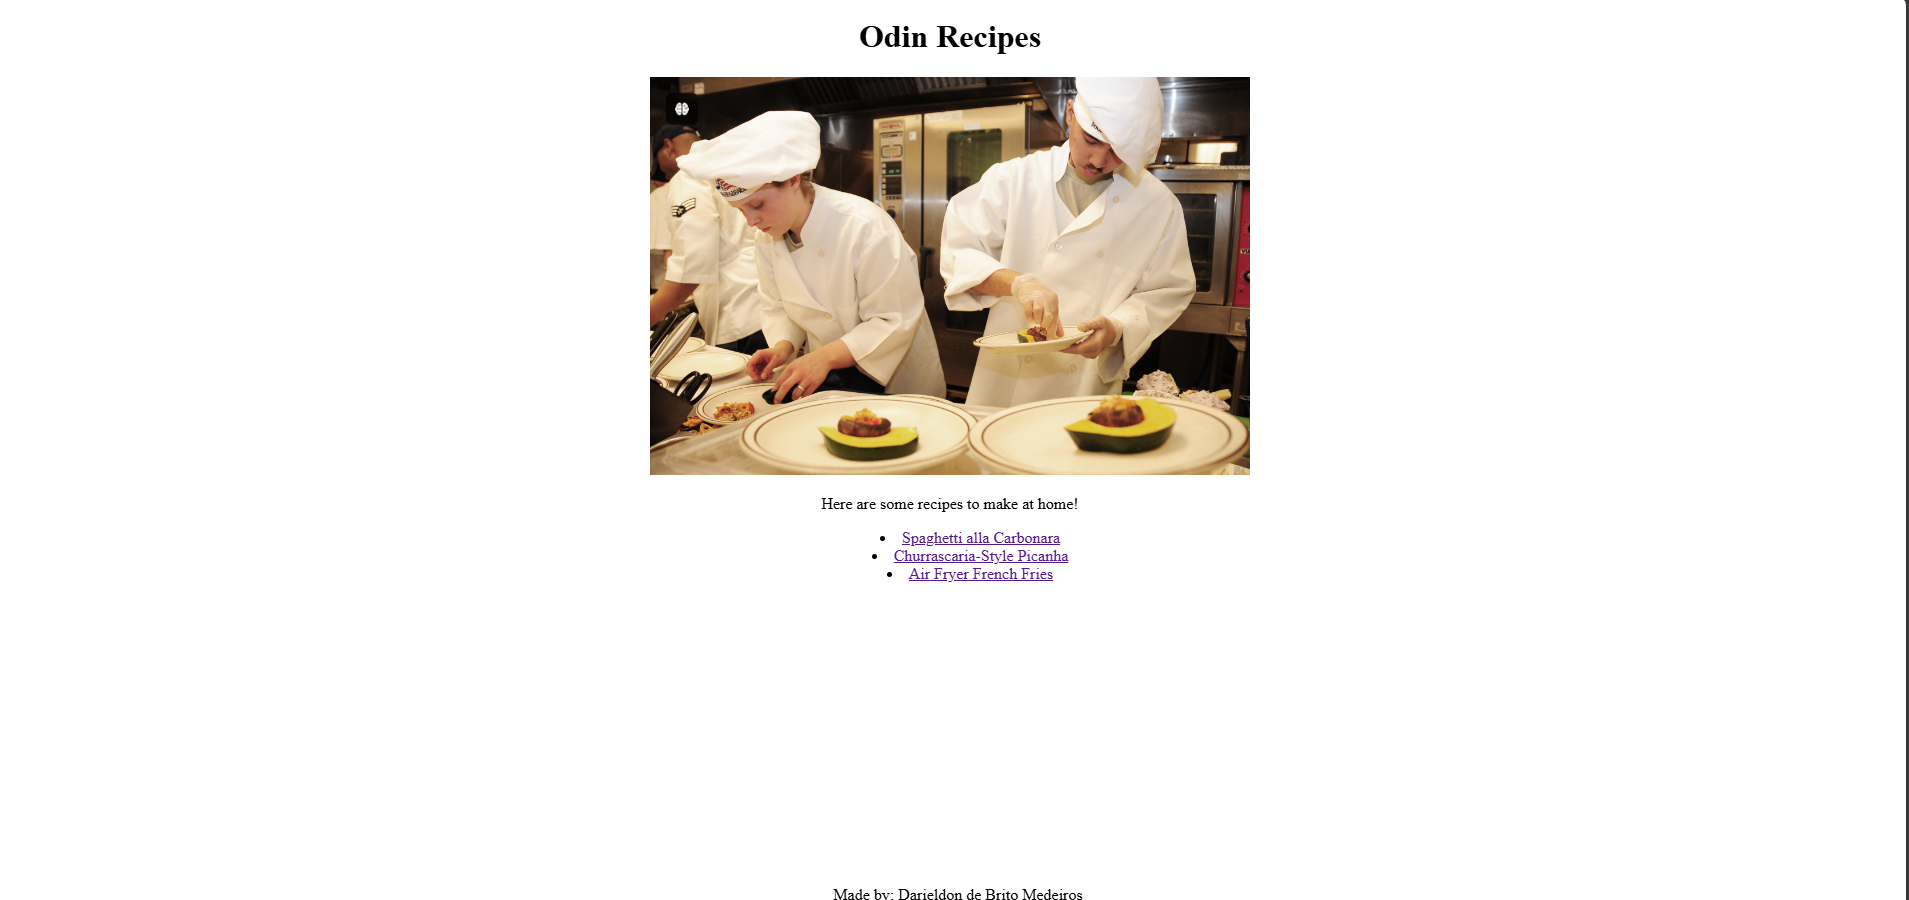 Odin Recipes
Here are some recipes to make at home!
Spaghetti alla Carbonara
Churrascaria-Style Picanha
Air Fryer French Fries
Made by: Darieldon de Brito Medeiros